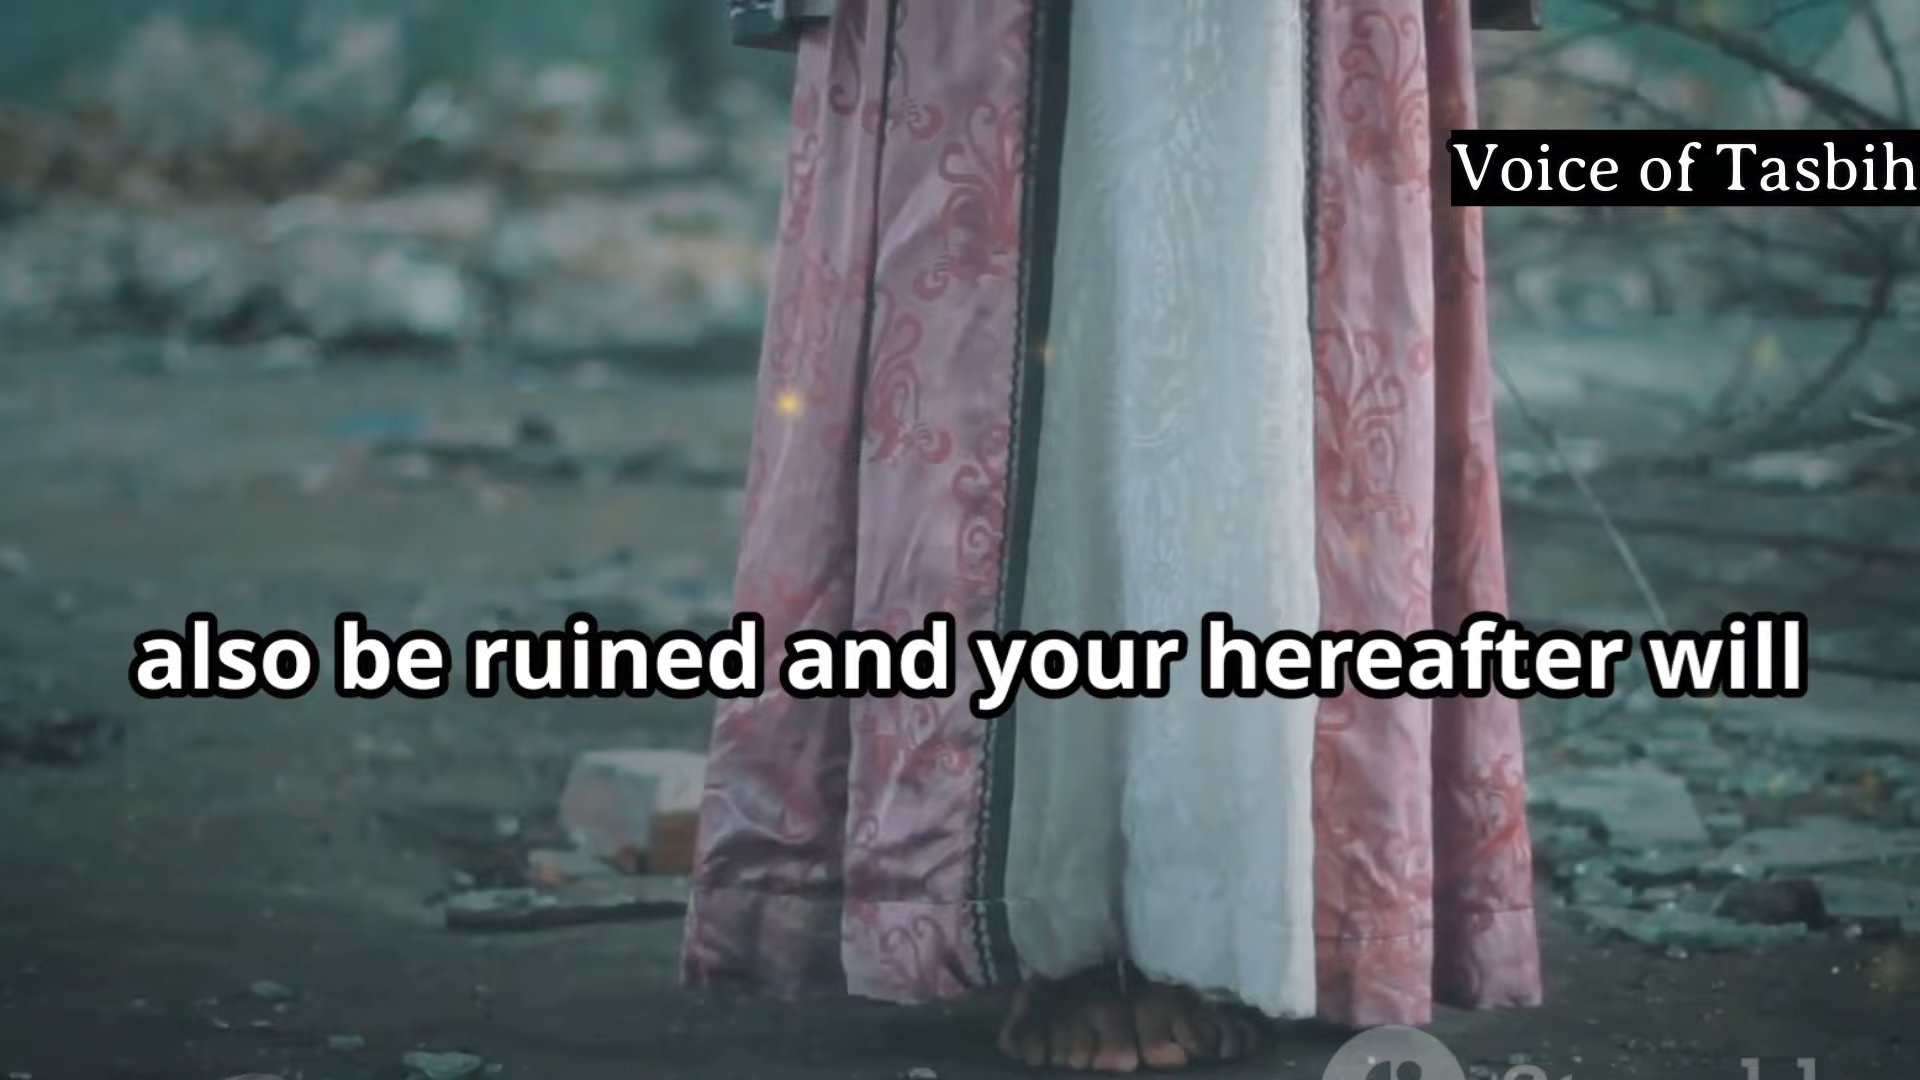 Voice of Tasbih
also be ruined and your hereafter will